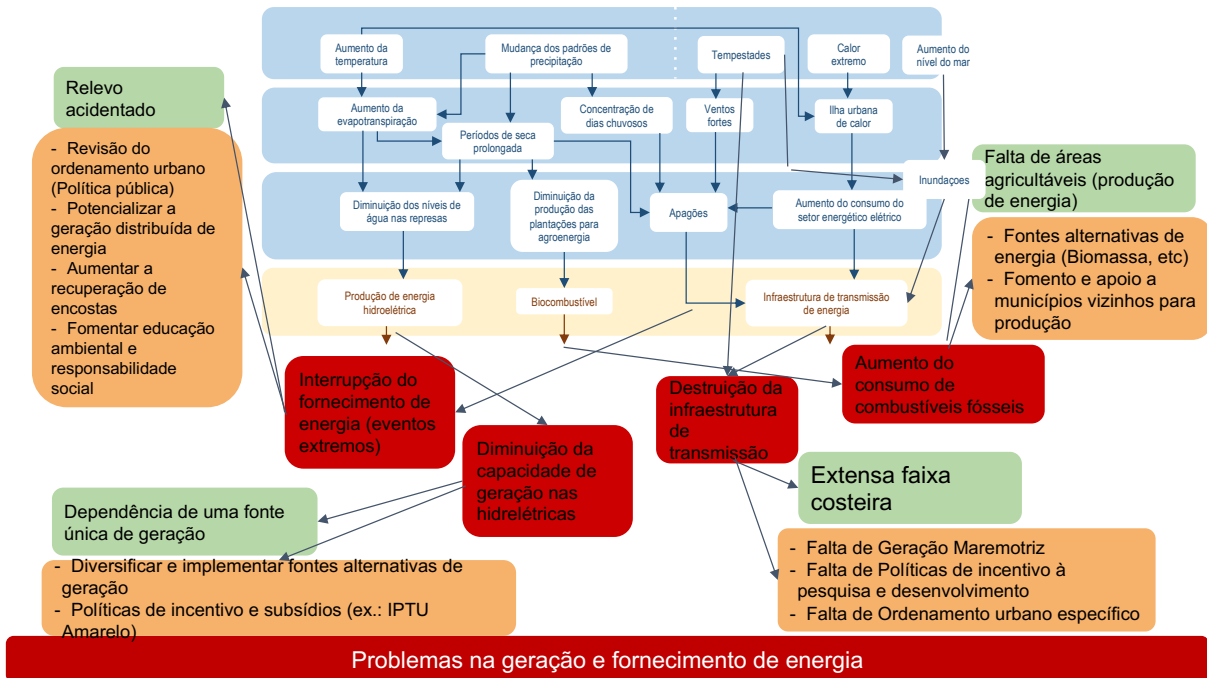 Aumento da
temperatura
Mudança dos padrões de
precipitação
Tempestades
Calor
extremo
Aumento do
nível do mar
Relevo
acidentado
Aumento da
evapotranspiração
Concentração de
dias chuvosos
Ventos
fortes
Ilha urbana
de calor
Períodos de seca
prolongada
- Revisão do
ordenamento urbano
(Política pública)
- Potencializar a
geração distribuída de
energia
- Aumentar a
recuperação de
encostas
- Fomentar educação
ambiental e
responsabilidade
social
Diminuição dos níveis de
água nas represas
Diminuição da
produção das
plantações para
agroenergia
Apagões
Aumento do consumo do
setor energético elétrico
Inundaçoes
Falta de áreas
agricultáveis (produção
de energia)
- Fontes alternativas de
energia (Biomassa, etc)
- Fomento e apoio a
municípios vizinhos para
produção
Produção de energia
hidroelétrica
Biocombustível
Infraestrutura de transmissão
de energia
Interrupção do
fornecimento de
energia (eventos
extremos)
Diminuição da
capacidade de
geração nas
hidrelétricas
Destruição da
infraestrutura
de
transmissão
Aumento do
consumo de
combustíveis fósseis
Extensa faixa
costeira
Dependência de uma fonte
única de geração
- Diversificar e implementar fontes alternativas de
geração
- Políticas de incentivo e subsídios (ex.: IPTU
Amarelo)
- Falta de Geração Maremotriz
- Falta de Políticas de incentivo à
pesquisa e desenvolvimento
- Falta de Ordenamento urbano específico
Problemas na geração e fornecimento de energia